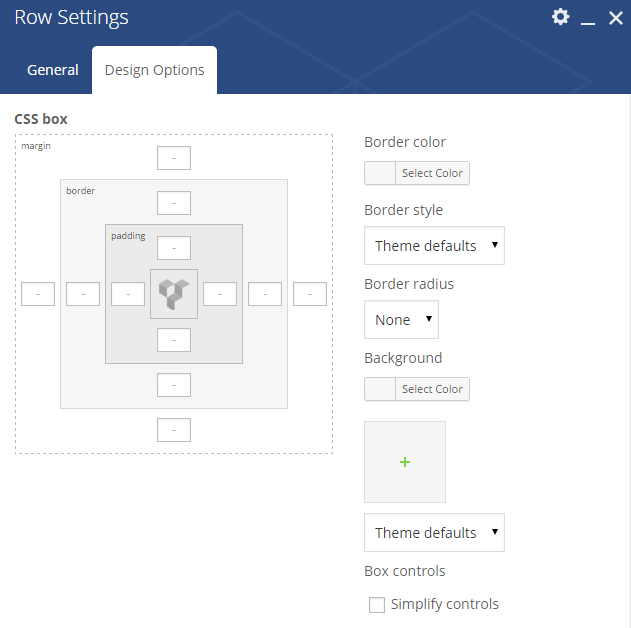 Row Settings
General
Design Options
CSS box
margin
-
border
-
padding
-
- - - - - -
-
-
-
Border color
Select Color
Border style
Theme defaults
Border radius
None
Background
Select Color
+
Theme defaults
Box controls
Simplify controls